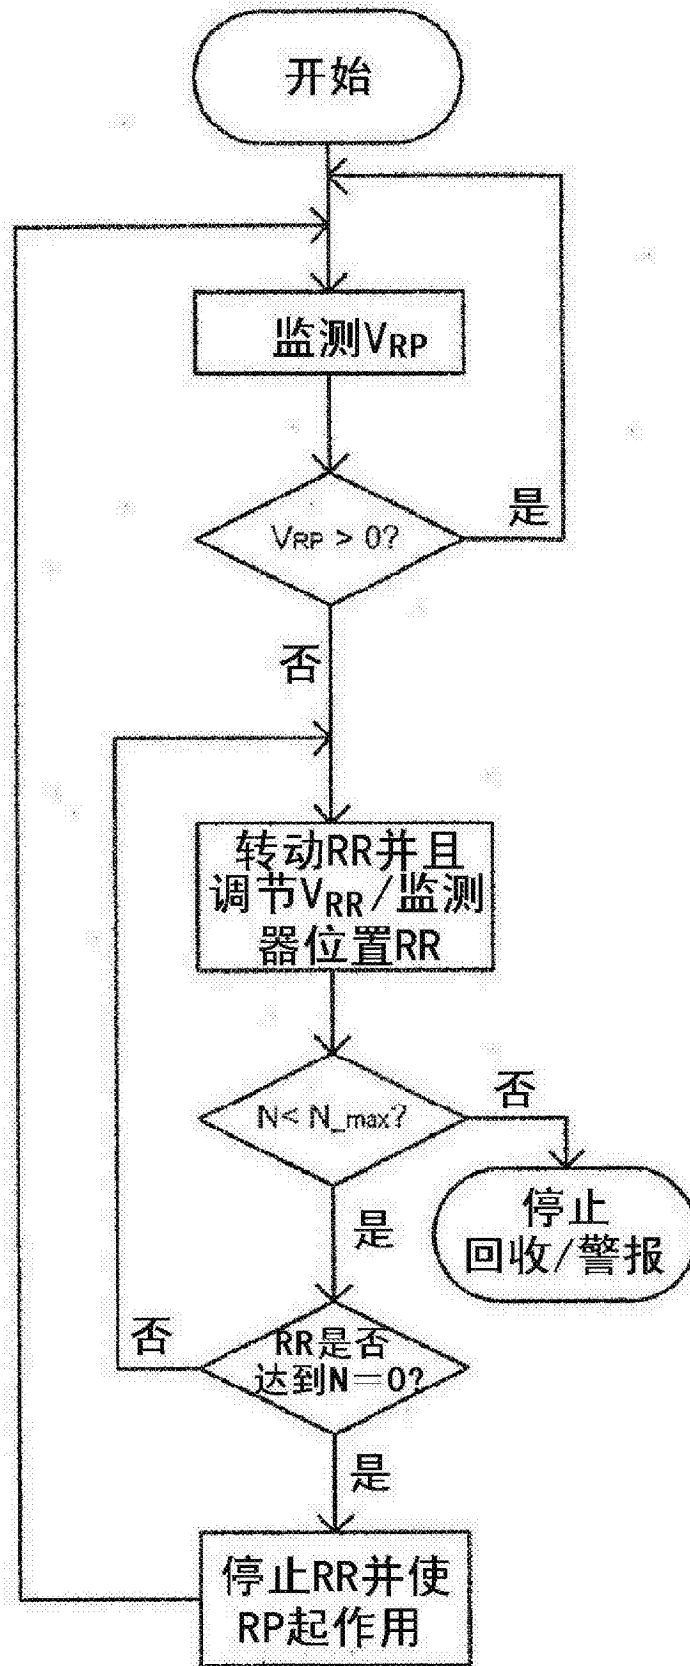 开始
监测VRP
VRP > 0?
是
否
转动RR并且
调节VRR/监测
器位置RR
N< N_max?
否
停止
回收/警报
是
RR是否
达到N=0?
否
是
停止RR并使
RP起作用